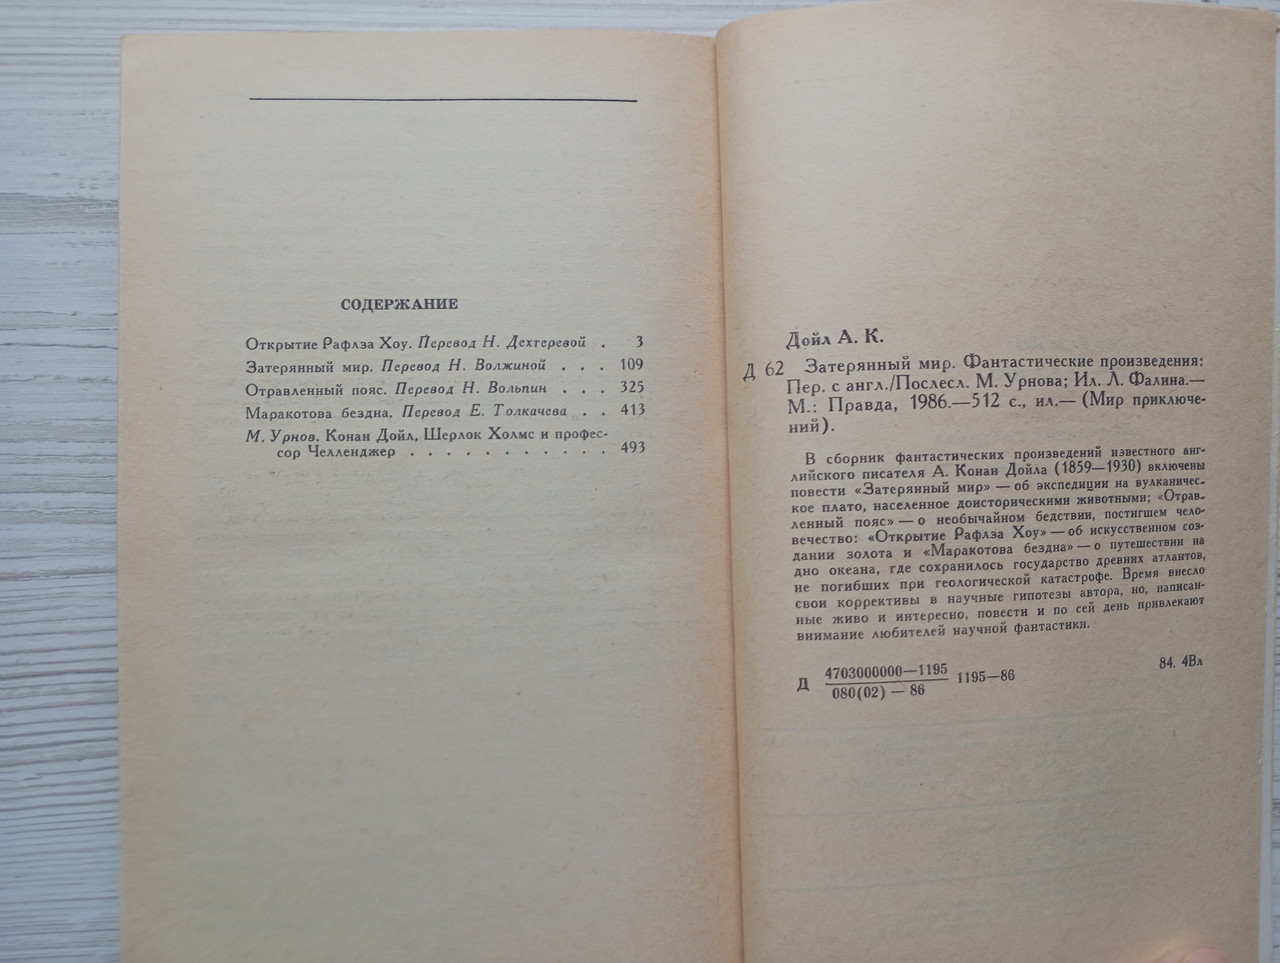 СОДЕРЖАНИЕ
Открытие Рафлза Хоу. Перевод Н. Дехтеревой . 3
Затерянный мир. Перевод Н. Волжиной . . . 109
Отравленный пояс. Перевод Н. Вольпин . . . 325
Маракотова бездна. Перевод Е. Толкачева . . 413
М. Урнов. Конан Дойл, Шерлок Холмс и профес-
сор Челленджер . . . . . . . . . . . 493
Дойл А. К.
Д 62 Затерянный мир. Фантастические произведения:
Пер. с англ./Послесл. М. Урнова; Ил. Л. Фалина.—
М.: Правда, 1986.—512 с., ил.— (Мир приключе-
ний).
В сборник фантастических произведений известного анг-
лийского писателя А. Конан Дойла (1859—1930) включены
повести «Затерянный мир» — об экспедиции на вулканичес-
кое плато, населенное доисторическими животными; «Отрав-
ленный пояс» — о необычайном бедствии, постигшем чело-
вечество: «Открытие Рафлза Хоу» — об искусственном соз-
дании золота и «Маракотова бездна» — о путешествии на
дно океана, где сохранилось государство древних атлантов,
не погибших при геологической катастрофе. Время внесло
свои коррективы в научные гипотезы автора, но, написан-
ные живо и интересно, повести и по сей день привлекают
внимание любителей научной фантастики.
84. 4Вл
Д 4703000000—1195 1195—86
080(02) — 86